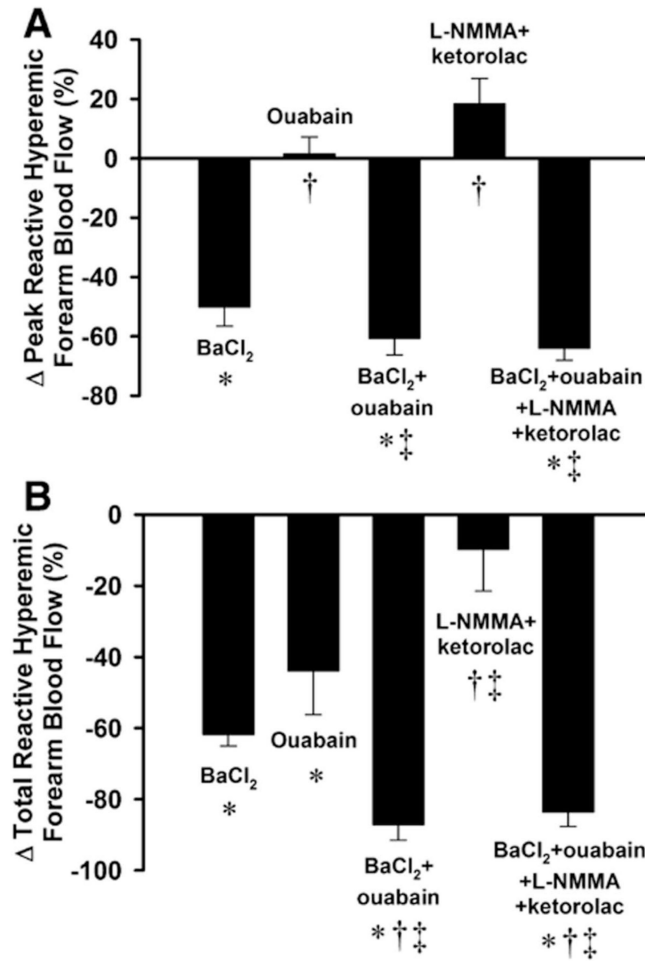 A
Δ Peak Reactive Hyperemic
Forearm Blood Flow (%)
40
20
0
-20
-40
-60
-80
BaCl₂
*
Ouabain
†
BaCl₂+
ouabain
*‡
L-NMMA+
ketorolac
†
BaCl₂+ouabain
+L-NMMA
+ketorolac
*‡
B
Δ Total Reactive Hyperemic
Forearm Blood Flow (%)
0
-20
-40
-60
-80
-100
BaCl₂
*
Ouabain
*
BaCl₂+
ouabain
*†‡
L-NMMA+
ketorolac
†‡
BaCl₂+ouabain
+L-NMMA
+ketorolac
*†‡